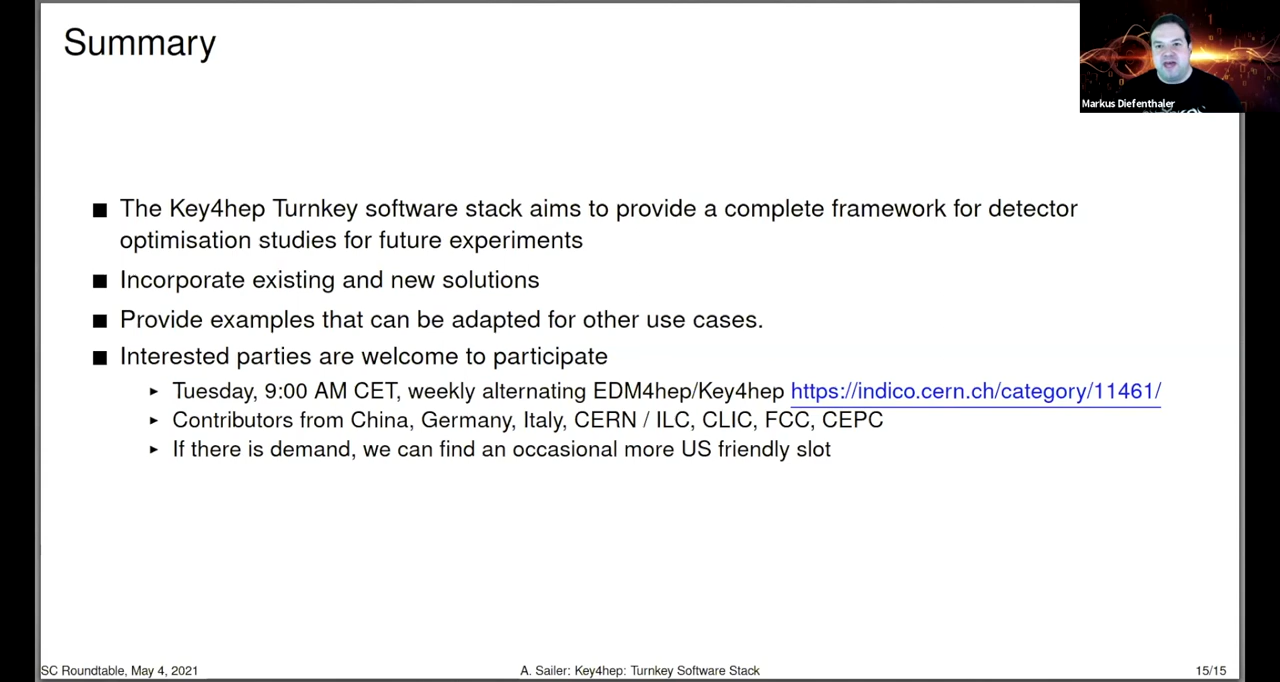 Summary
Markus Diefenthaler
The Key4hep Turnkey software stack aims to provide a complete framework for detector
optimisation studies for future experiments
Incorporate existing and new solutions
Provide examples that can be adapted for other use cases.
Interested parties are welcome to participate
Tuesday, 9:00 AM CET, weekly alternating EDM4hep/Key4hep https://indico.cern.ch/category/11461/
Contributors from China, Germany, Italy, CERN / ILC, CLIC, FCC, CEPC
If there is demand, we can find an occasional more US friendly slot
SC Roundtable, May 4, 2021
A. Sailer: Key4hep: Turnkey Software Stack
15/15